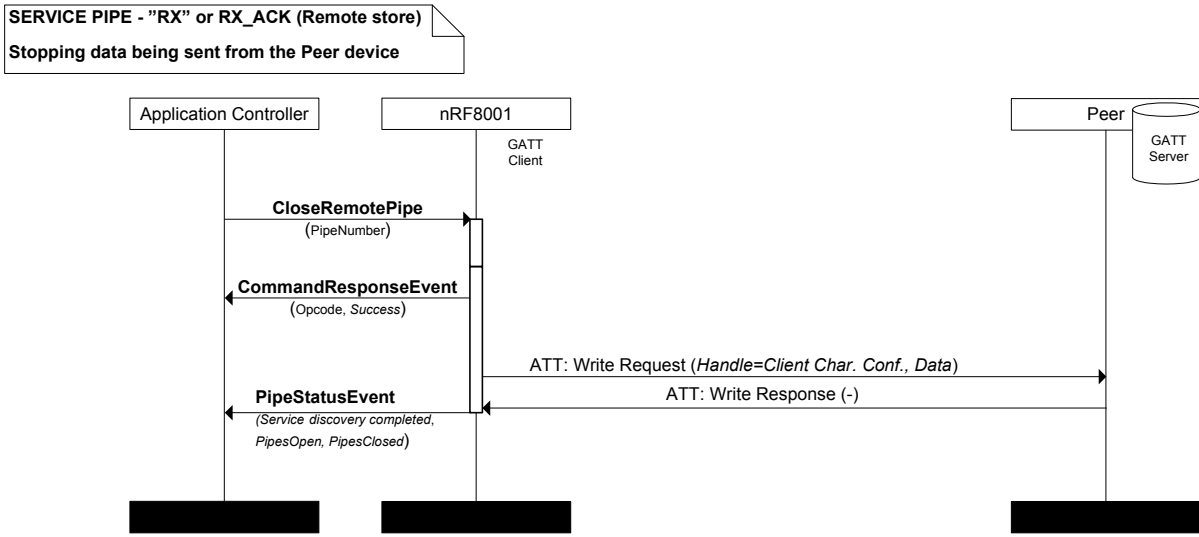 SERVICE PIPE - ”RX” or RX_ACK (Remote store)
Stopping data being sent from the Peer device
Application Controller
nRF8001
Peer
GATT
Client
GATT
Server
CloseRemotePipe
(PipeNumber)
CommandResponseEvent
(Opcode, Success)
ATT: Write Request (Handle=Client Char. Conf., Data)
PipeStatusEvent
ATT: Write Response (-)
(Service discovery completed,
PipesOpen, PipesClosed)